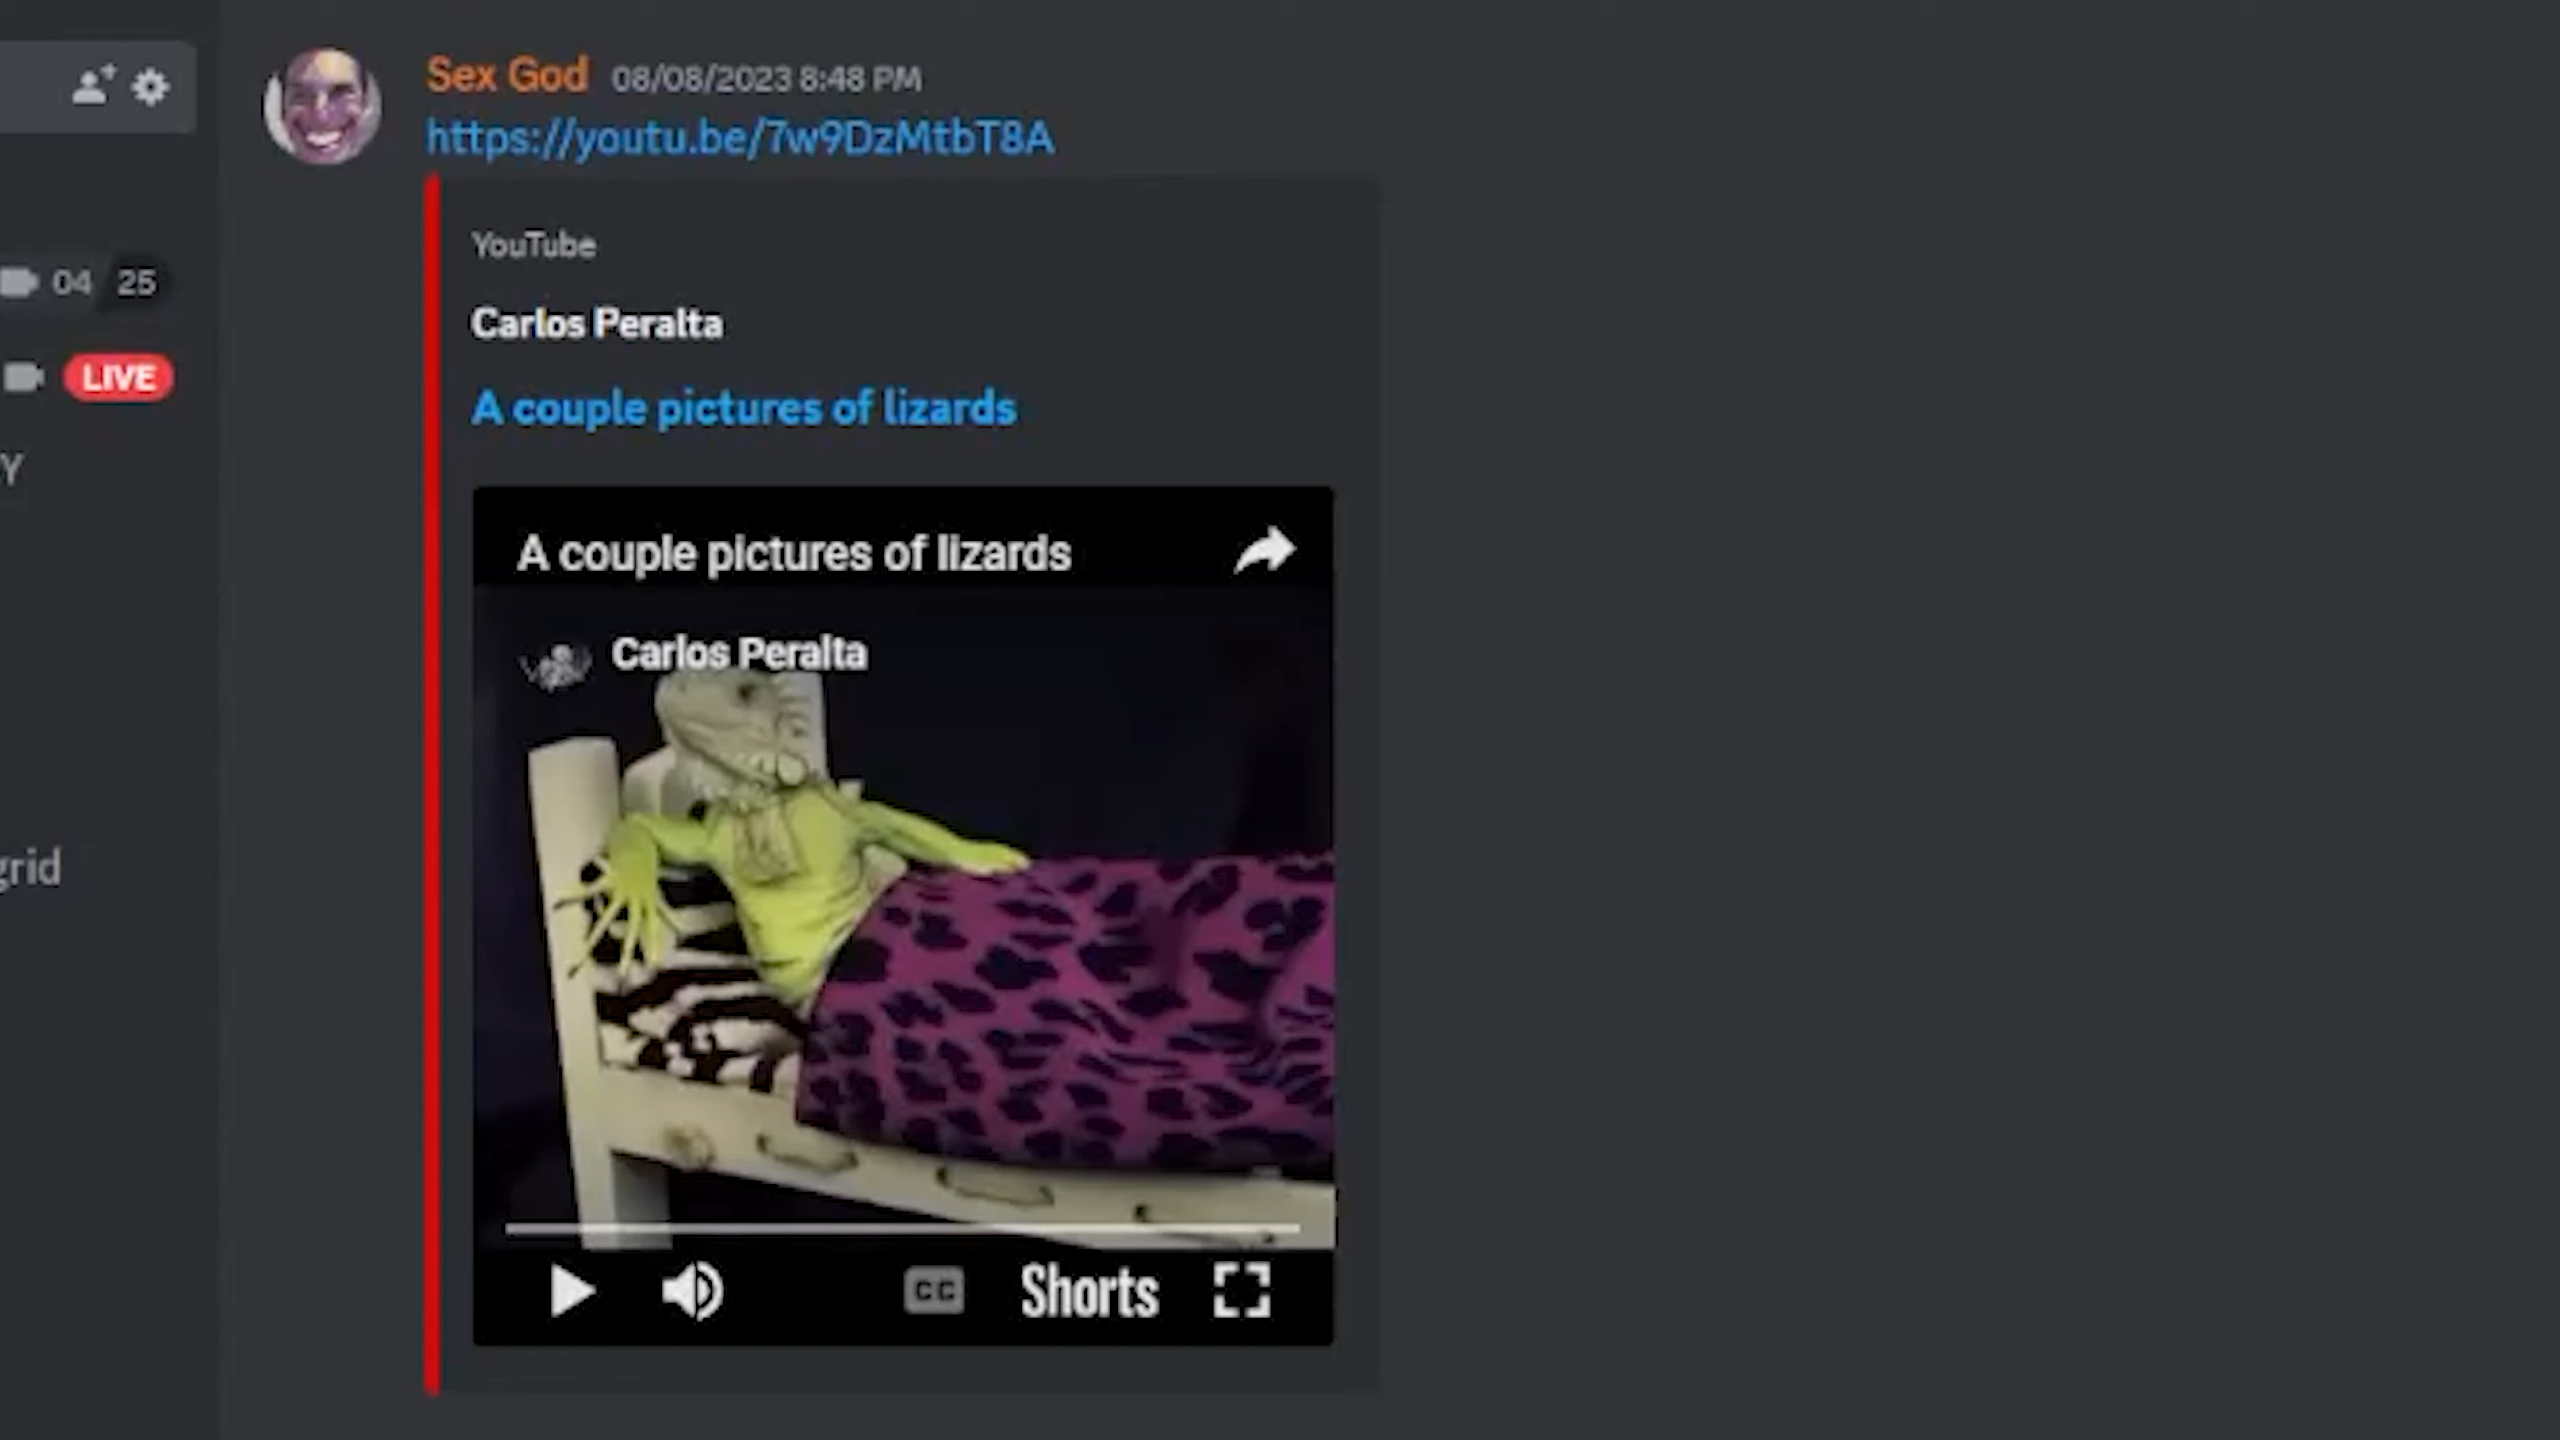 Sex God 08/08/2023 8:48 PM
https://youtu.be/7w9DzMtbT8A
YouTube
Carlos Peralta
A couple pictures of lizards
A couple pictures of lizards
Carlos Peralta
CC Shorts
04 25
LIVE
Y
grid